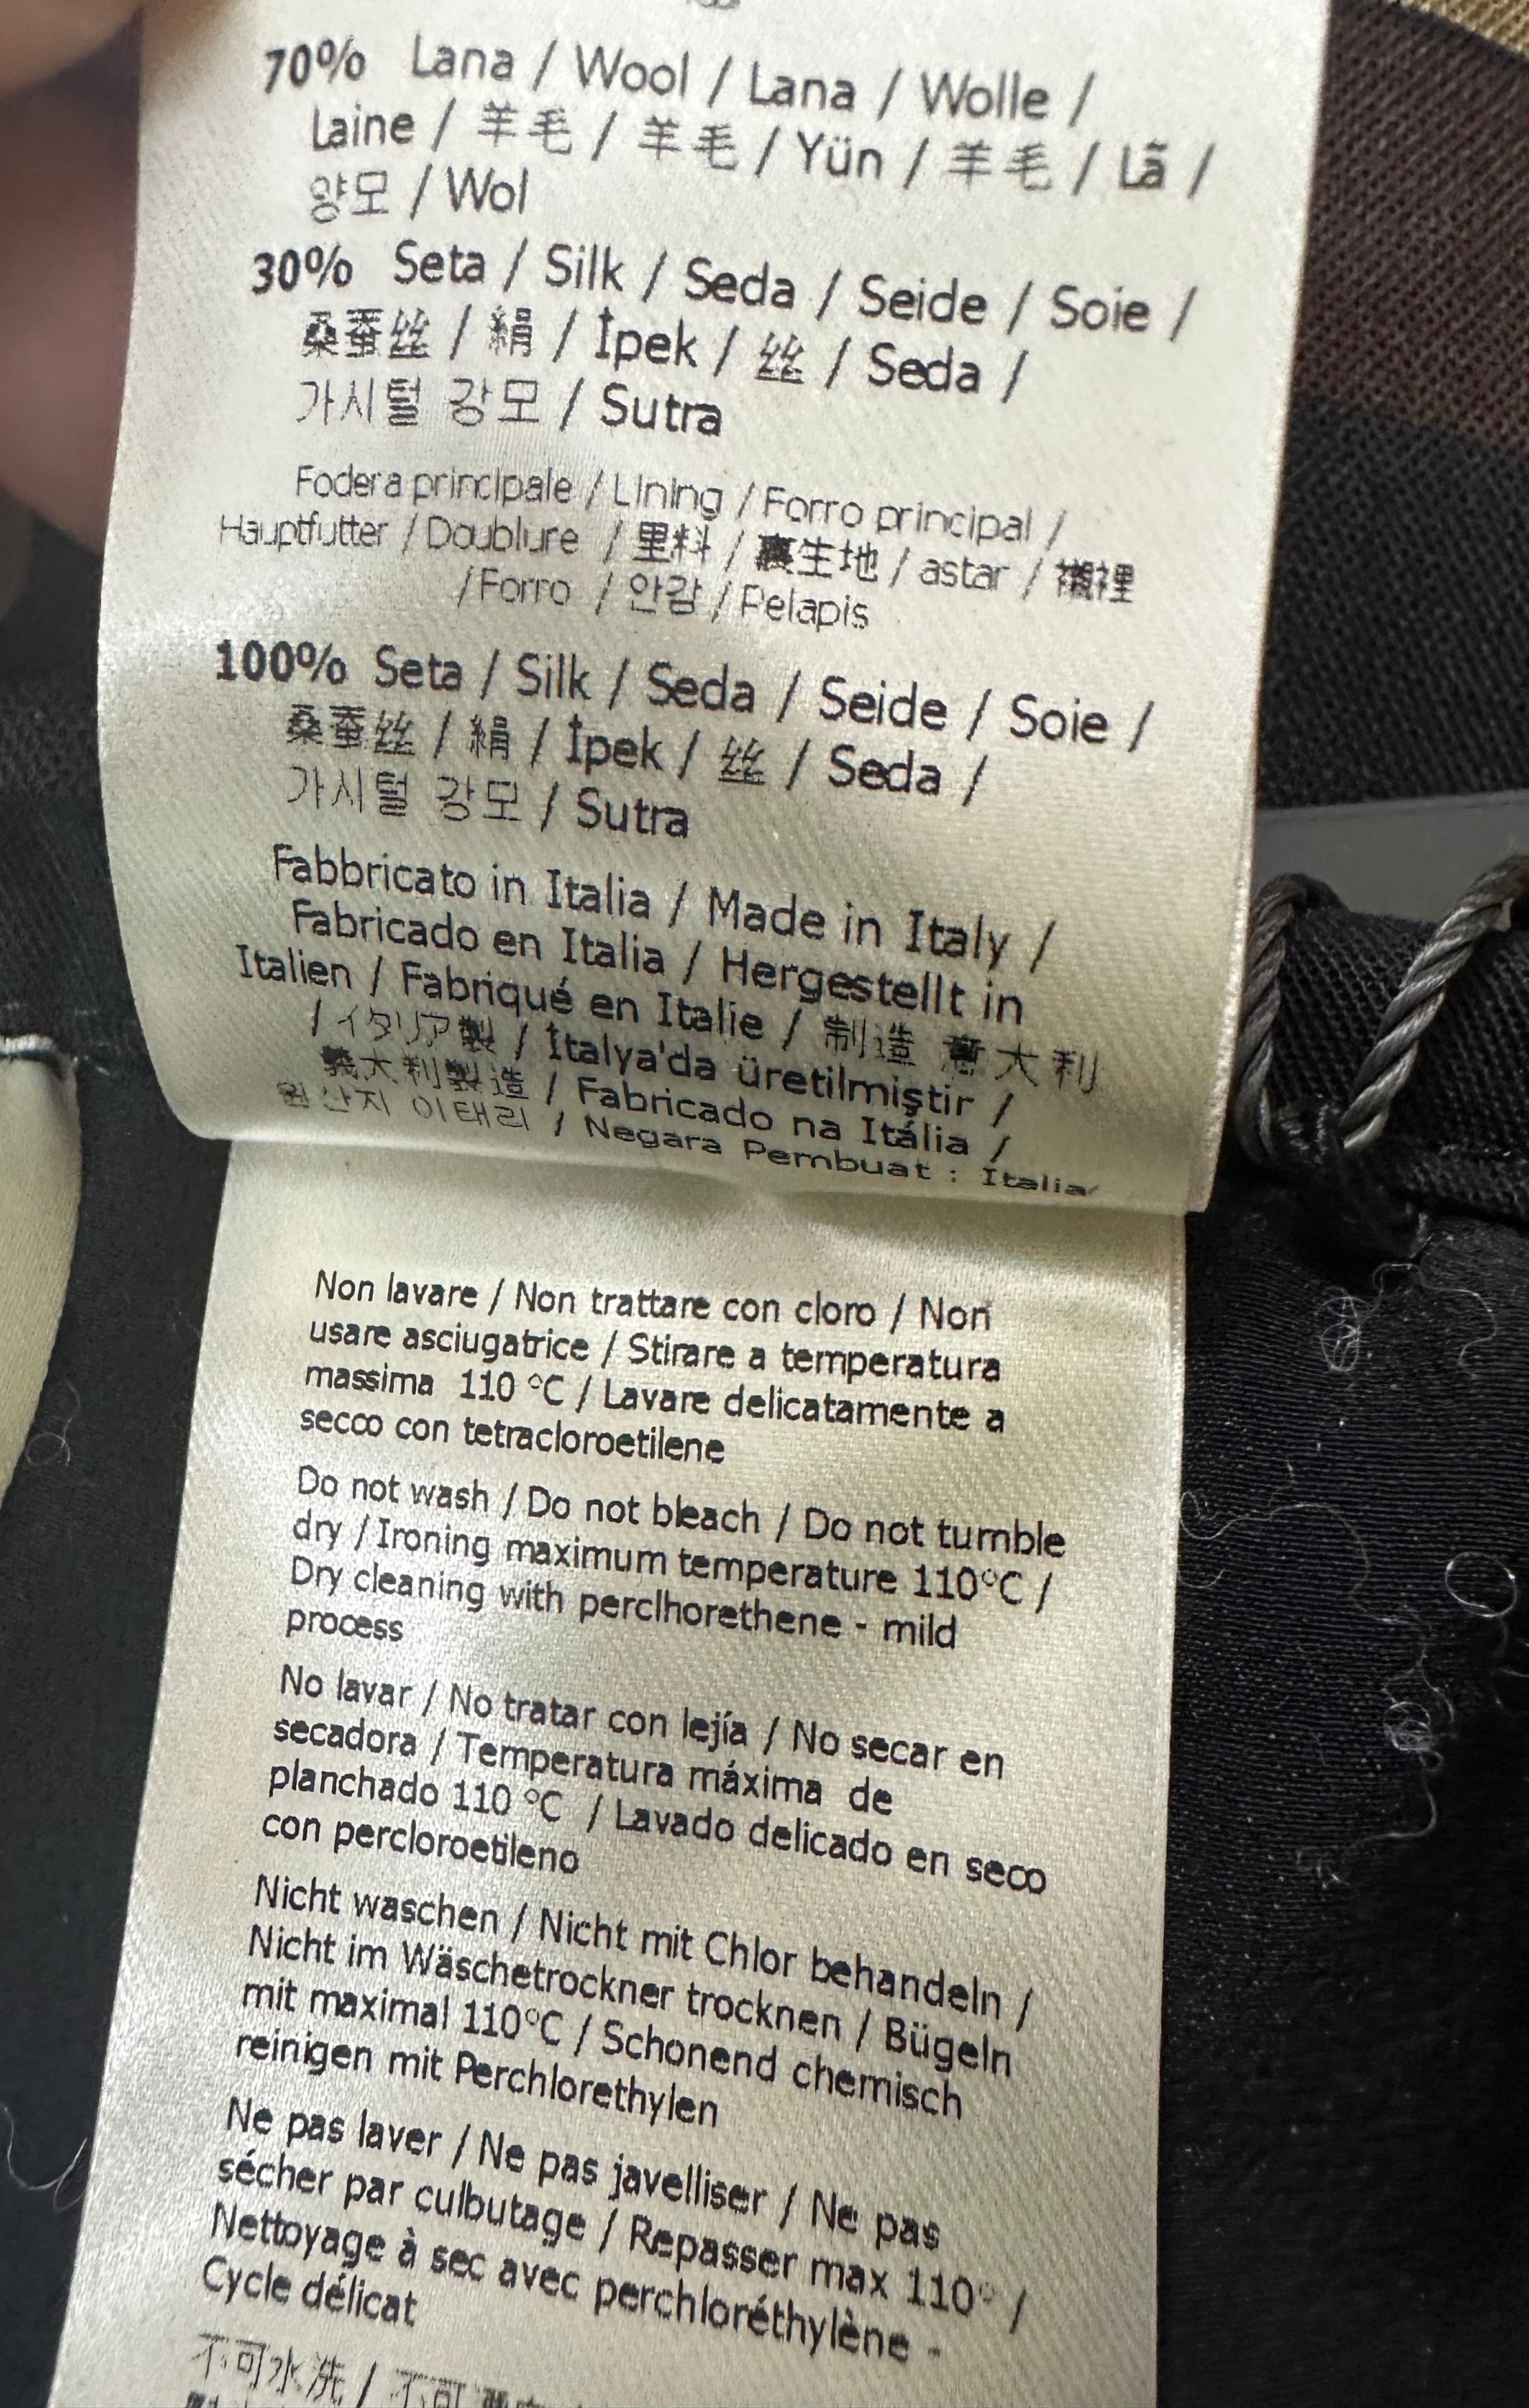 70% Lana / Wool / Lana / Wolle /
Laine / 羊毛 / 羊毛 / Yün / 羊毛 / Lã /
양모 / Wol
30% Seta / Silk / Seda / Seide / Soie /
桑蚕丝 / 絹 / İpek / 丝 / Seda /
가시털 강모 / Sutra
Fodera principale / Lining / Forro principal /
Hauptfutter / Doublure / 里料 / 裏生地 / astar / 襯裡
/ Forro / 안감 / Pelapis
100% Seta / Silk / Seda / Seide / Soie /
桑蚕丝 / 絹 / İpek / 丝 / Seda /
가시털 강모 / Sutra
Fabbricato in Italia / Made in Italy /
Fabricado en Italia / Hergestellt in
Italien / Fabriqué en Italie / 制造 意大利
/ イタリア製 / İtalya'da üretilmiştir /
義大利製造 / Fabricado na Itália /
원산지 이태리 / Negara Pembuat : Italia
Non lavare / Non trattare con cloro / Non
usare asciugatrice / Stirare a temperatura
massima 110 °C / Lavare delicatamente a
secco con tetracloroetilene
Do not wash / Do not bleach / Do not tumble
dry / Ironing maximum temperature 110°C /
Dry cleaning with perclhorethene - mild
process
No lavar / No tratar con lejía / No secar en
secadora / Temperatura máxima de
planchado 110 °C / Lavado delicado en seco
con percloroetileno
Nicht waschen / Nicht mit Chlor behandeln /
Nicht im Wäschetrockner trocknen / Bügeln
mit maximal 110°C / Schonend chemisch
reinigen mit Perchlorethylen
Ne pas laver / Ne pas javelliser / Ne pas
sécher par culbutage / Repasser max 110° /
Nettoyage à sec avec perchloréthylène -
Cycle délicat
不可水洗 / 不可